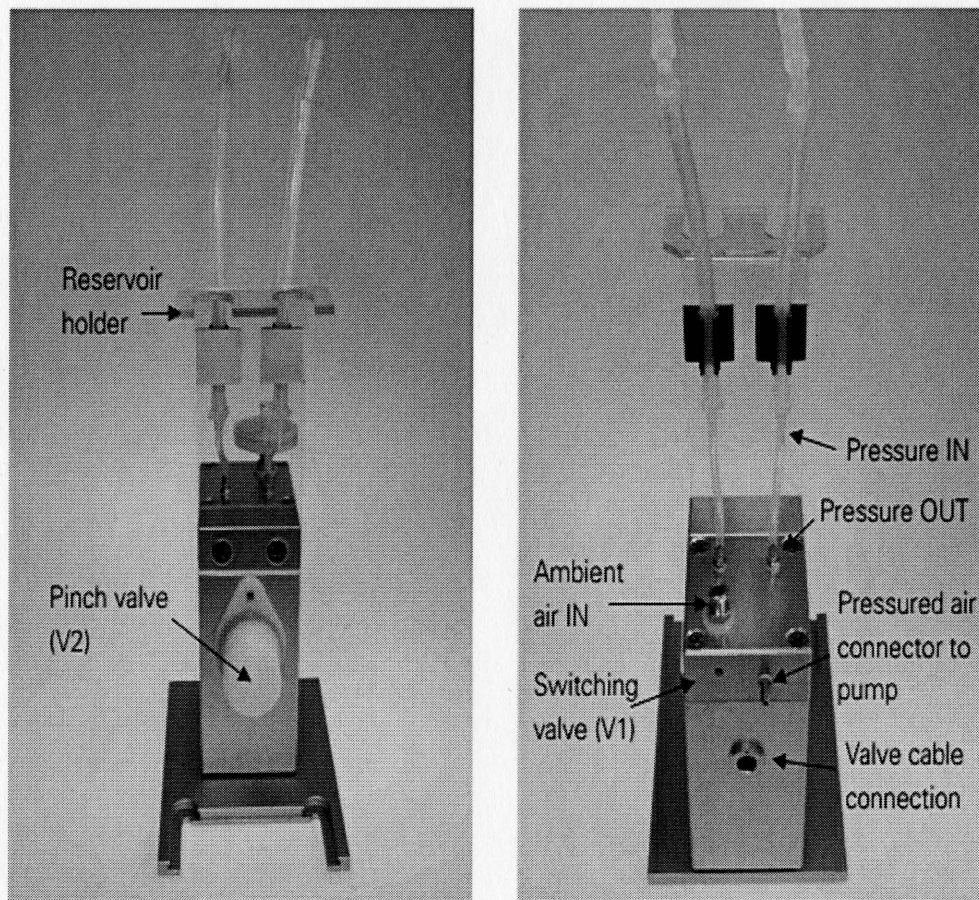 Reservoir
holder
Pinch valve
(V2)
Pressure IN
Pressure OUT
Ambient
air IN
Pressured air
connector to
pump
Switching
valve (V1)
Valve cable
connection